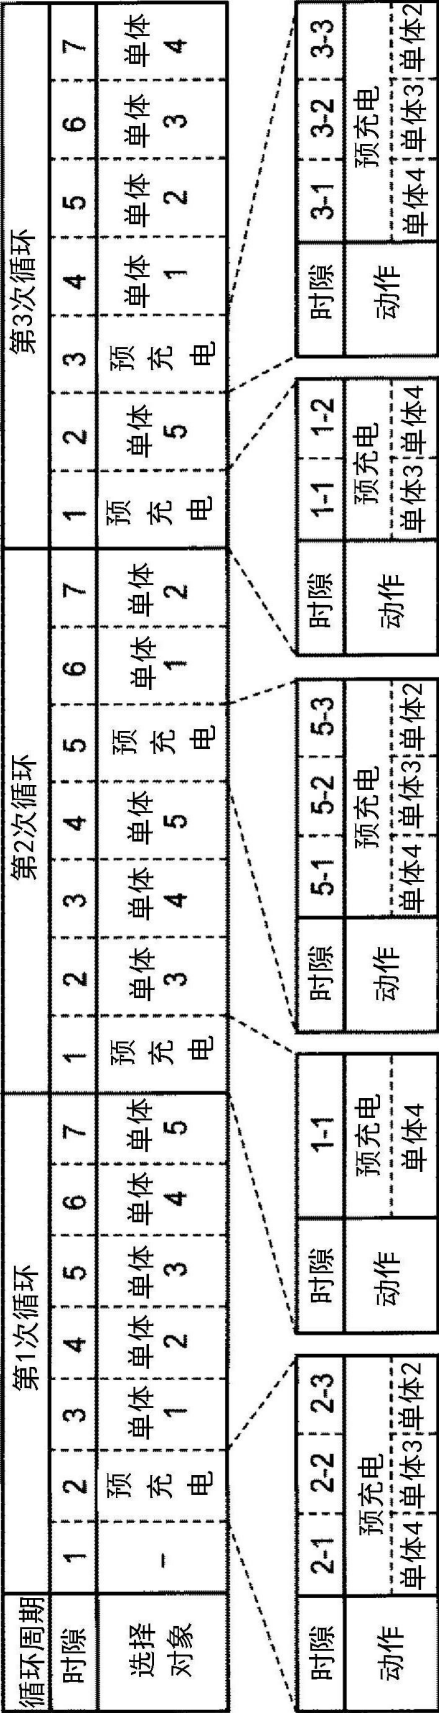 循环周期 第1次循环 第2次循环 第3次循环
时隙 1 2 3 4 5 6 7 1 2 3 4 5 6 7 1 2 3 4 5 6 7
选择对象 – 预充电 单体1 单体2 单体3 单体4 单体5 预充电 单体3 单体4 单体5 预充电 单体1 单体2 预充电 单体5 预充电 单体1 单体2 单体3 单体4
时隙 2-1 2-2 2-3
动作 预充电
单体4 单体3 单体2
时隙 1-1
动作 预充电
单体4
时隙 5-1 5-2 5-3
动作 预充电
单体4 单体3 单体2
时隙 1-1 1-2
动作 预充电
单体3 单体4
时隙 3-1 3-2 3-3
动作 预充电
单体4 单体3 单体2